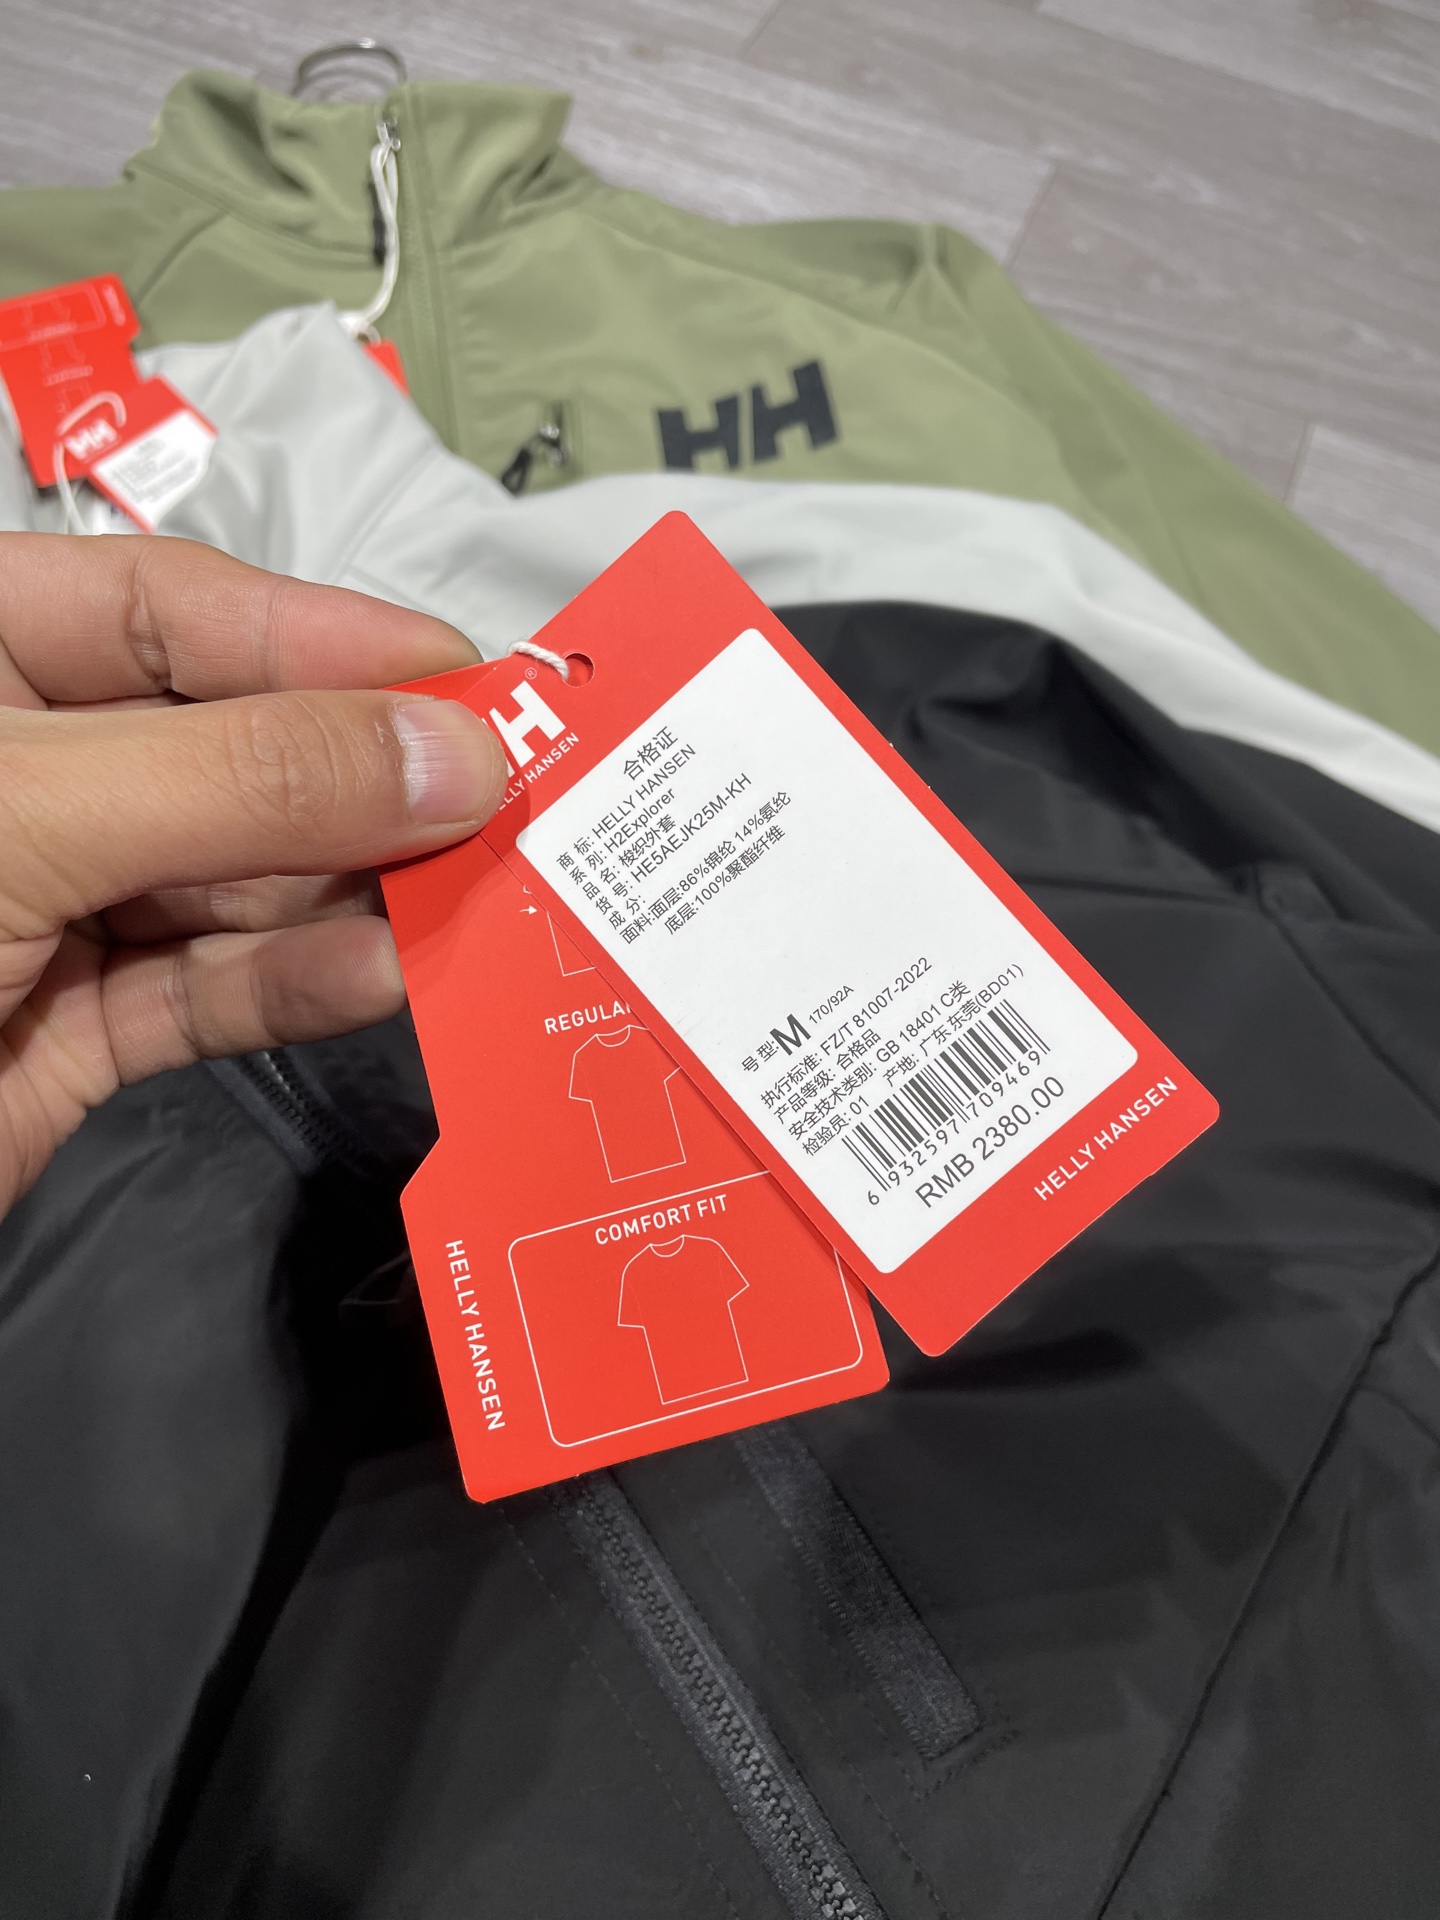 HH
HH
HELLY HANSEN
合格证
商 标: HELLY HANSEN
系 列: H2Explorer
品 名: 梭织外套
货 号: HE5AEJK25M-KH
成 分:
面料:面层:86%锦纶 14%氨纶
底层:100%聚酯纤维
号 型: M 170/92A
执行标准: FZ/T 81007-2022
产品等级: 合格品
安全技术类别: GB 18401 C类
检验员: 01 产地: 广东 东莞(BD01)
6 932597 709469
RMB 2380.00
HELLY HANSEN
COMFORT FIT
HELLY HANSEN